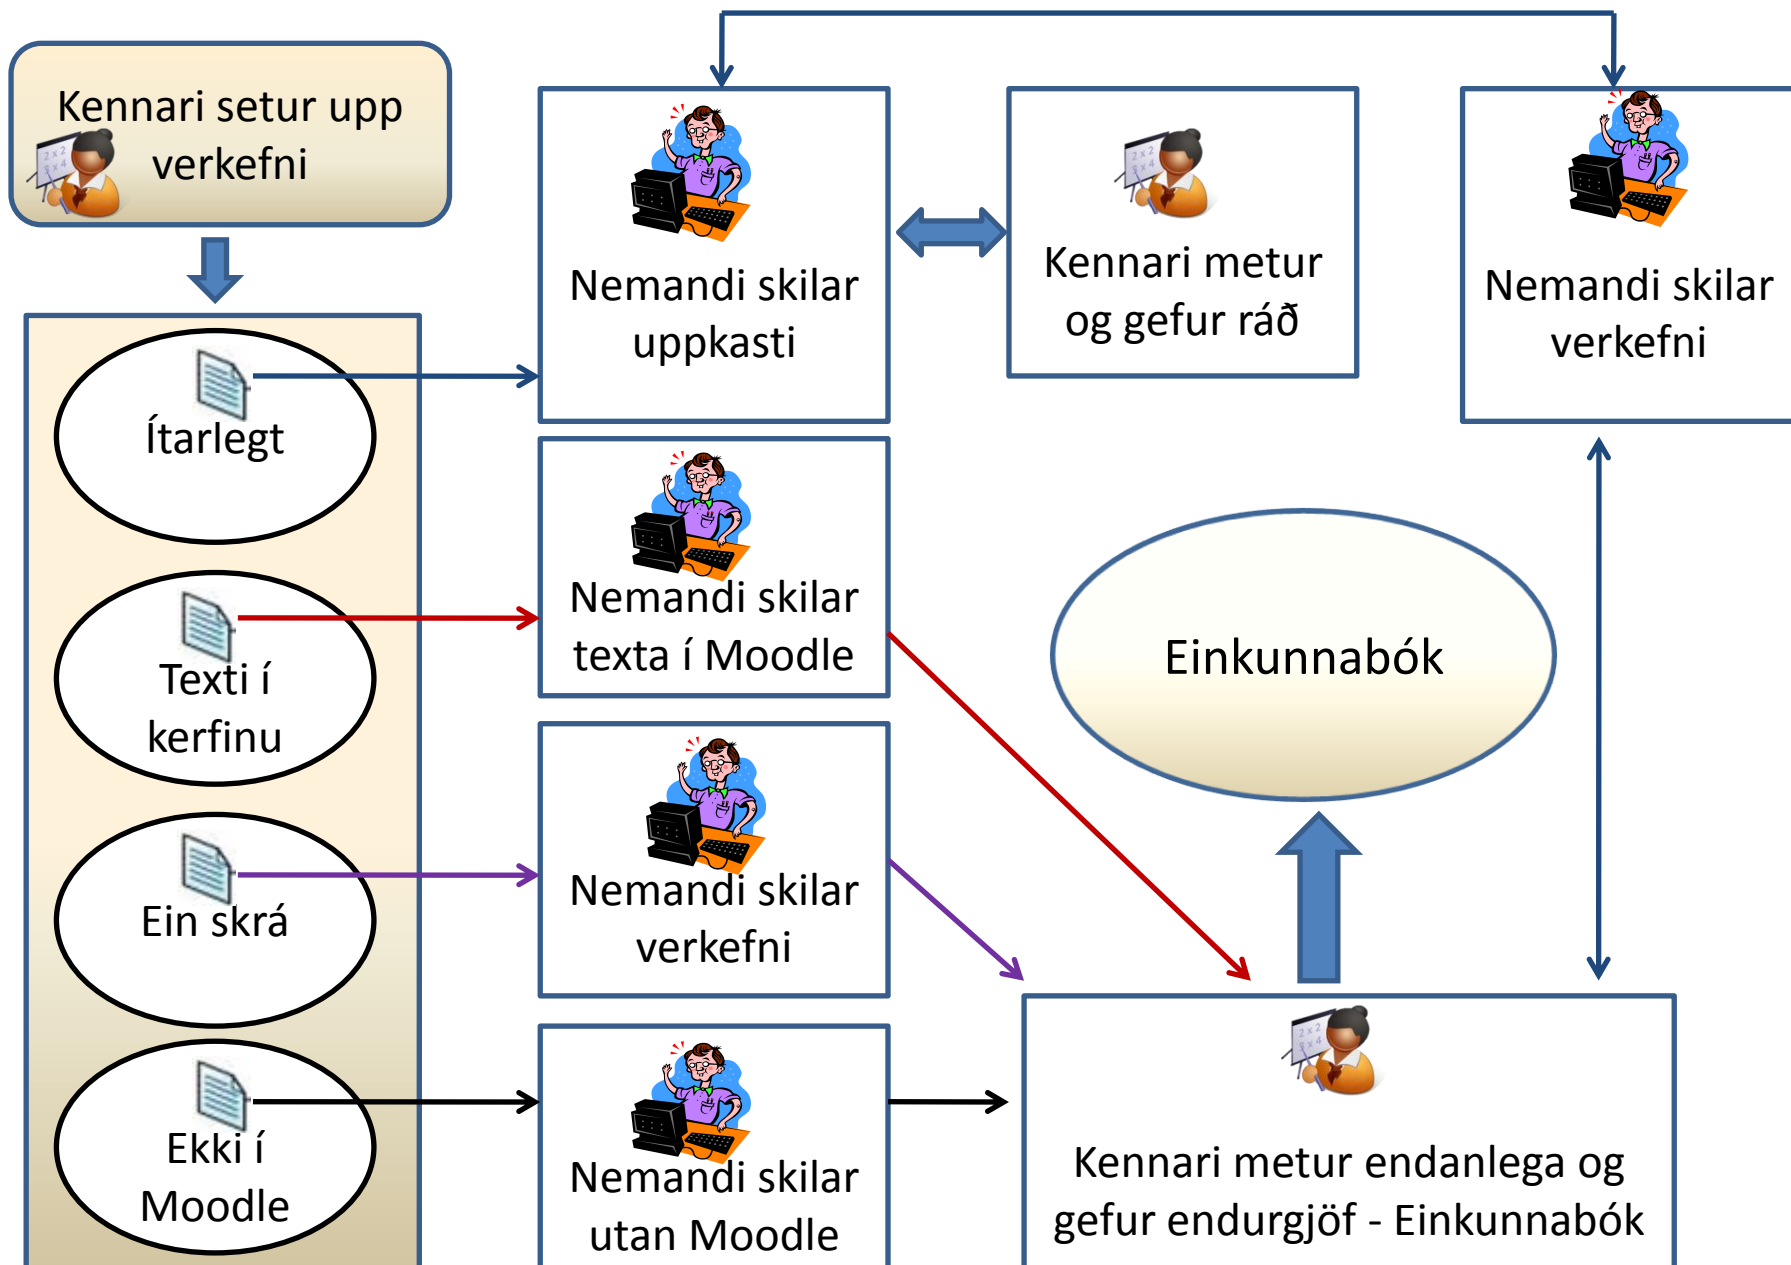 Kennari setur upp
verkefni
Ítarlegt
Texti í
kerfinu
Ein skrá
Ekki í
Moodle
Nemandi skilar
uppkasti
Kennari metur
og gefur ráð
Nemandi skilar
verkefni
Nemandi skilar
texta í Moodle
Nemandi skilar
verkefni
Nemandi skilar
utan Moodle
Einkunnabók
Kennari metur endanlega og
gefur endurgjöf - Einkunnabók